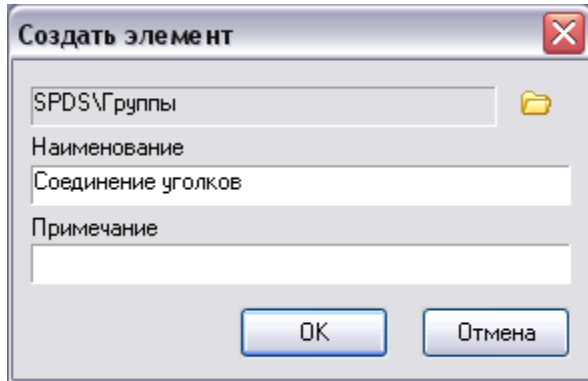 Создать элемент
SPDS\Группы
Наименование
Соединение уголков
Примечание
OK
Отмена